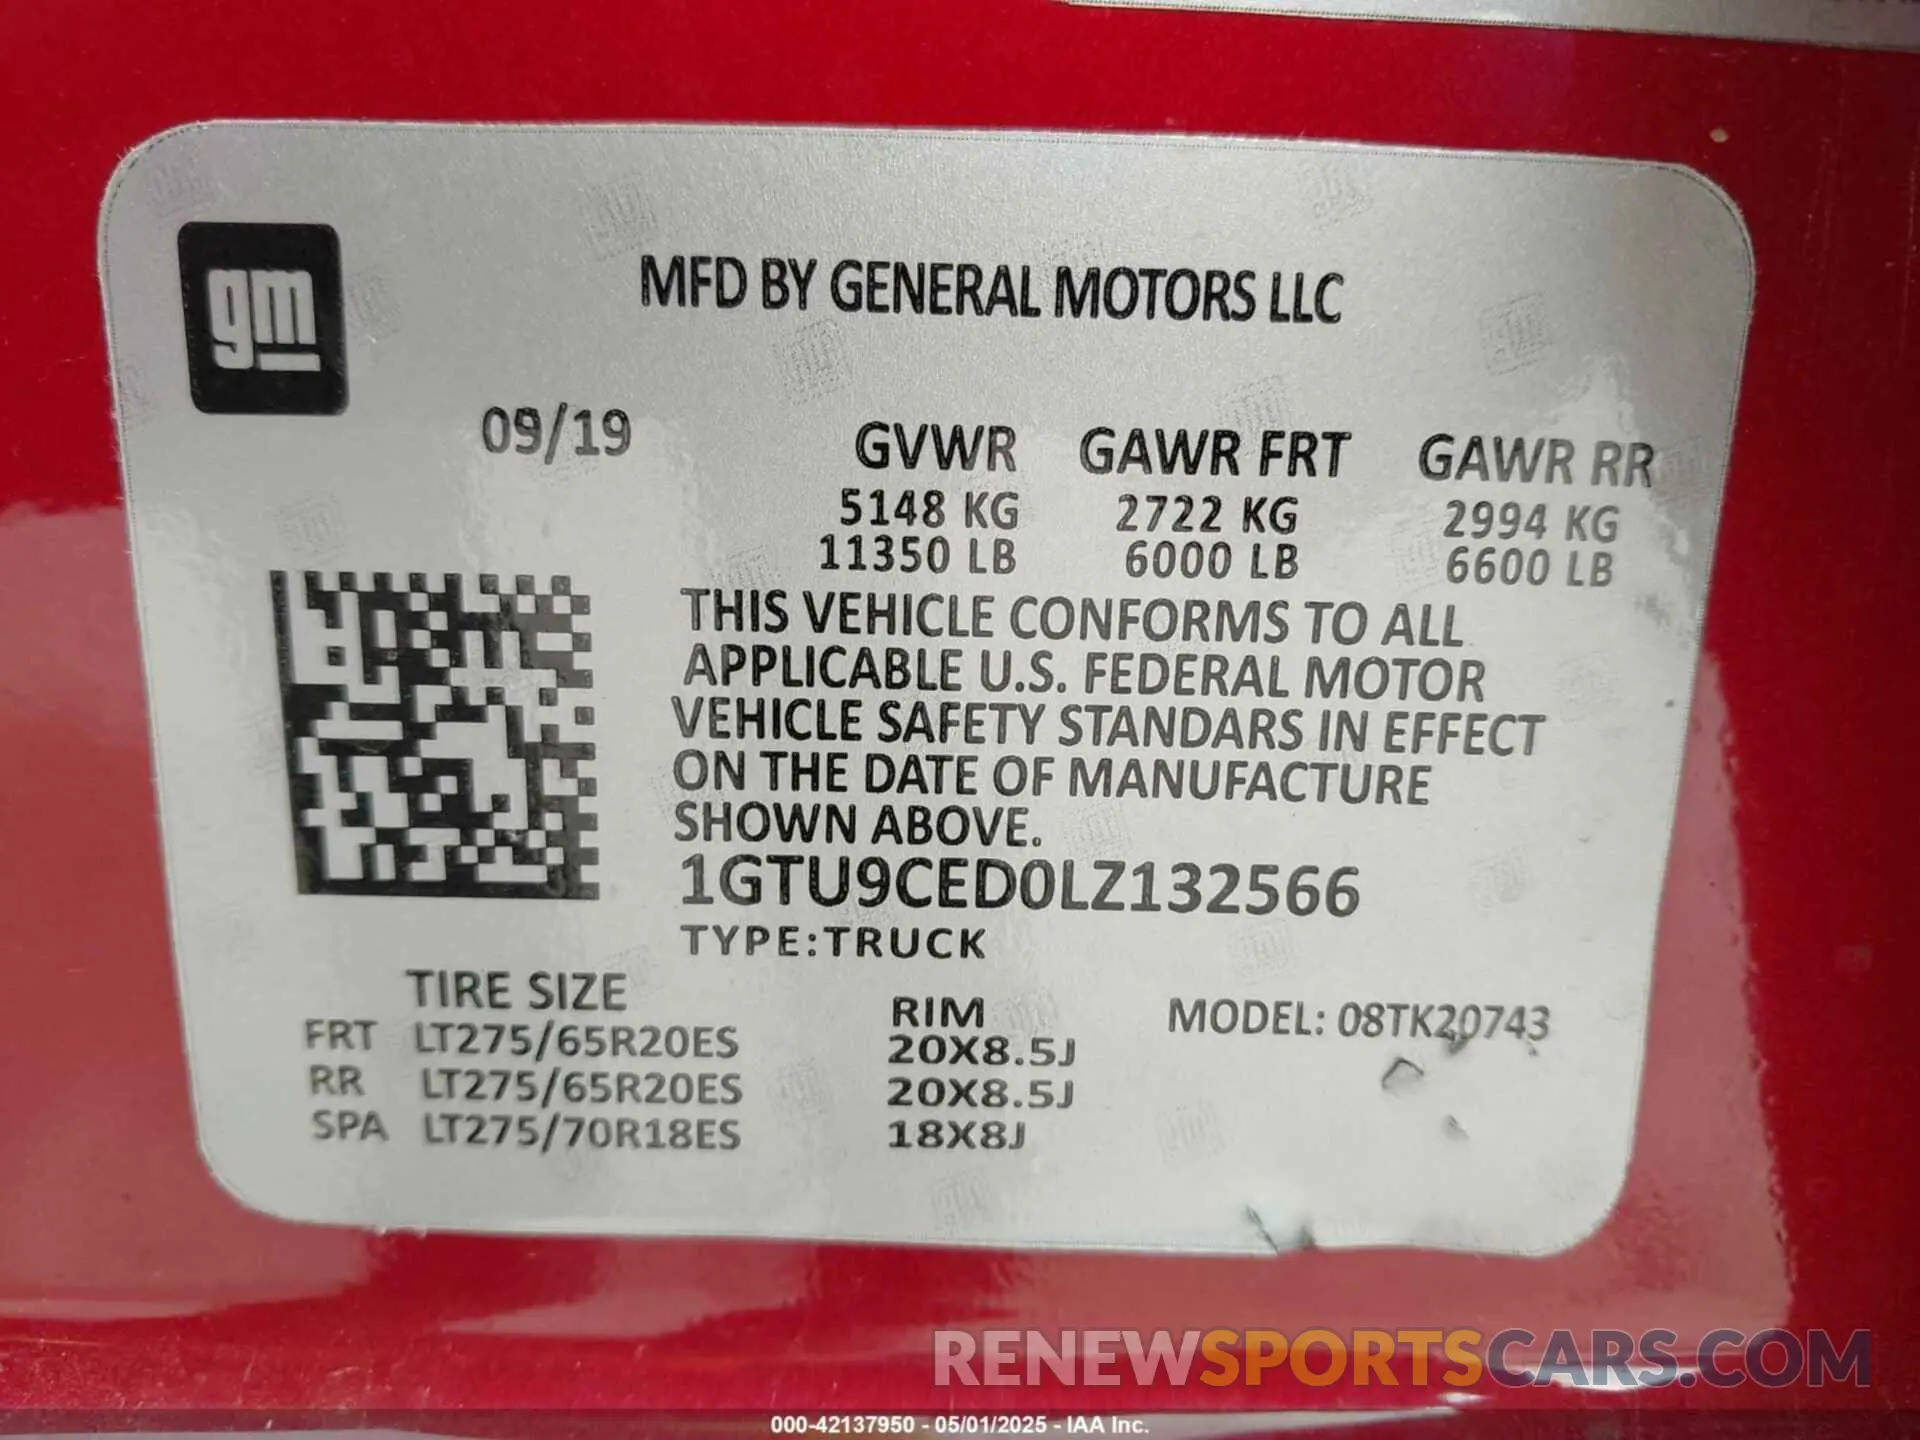 gm
MFD BY GENERAL MOTORS LLC
09/19
GVWR GAWR FRT GAWR RR
5148 KG 2722 KG 2994 KG
11350 LB 6000 LB 6600 LB
THIS VEHICLE CONFORMS TO ALL
APPLICABLE U.S. FEDERAL MOTOR
VEHICLE SAFETY STANDARS IN EFFECT
ON THE DATE OF MANUFACTURE
SHOWN ABOVE.
1GTU9CED0LZ132566
TYPE:TRUCK
TIRE SIZE RIM MODEL: 08TK20743
FRT LT275/65R20ES 20X8.5J
RR LT275/65R20ES 20X8.5J
SPA LT275/70R18ES 18X8J
RENEWSPORTSCARS.COM
000-42137950 - 05/01/2025 - IAA Inc.